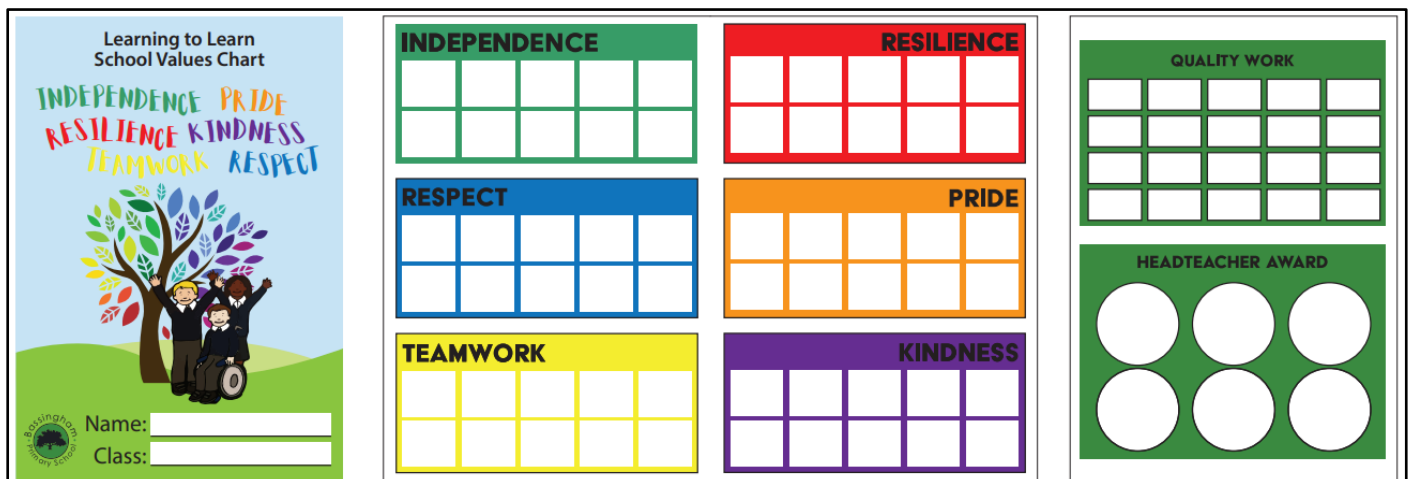 Learning to Learn
School Values Chart
INDEPENDENCE PRIDE
RESILIENCE KINDNESS
TEAMWORK RESPECT
Bassingham
Primary School
Name:
Class:
INDEPENDENCE
RESILIENCE
RESPECT
PRIDE
TEAMWORK
KINDNESS
QUALITY WORK
HEADTEACHER AWARD